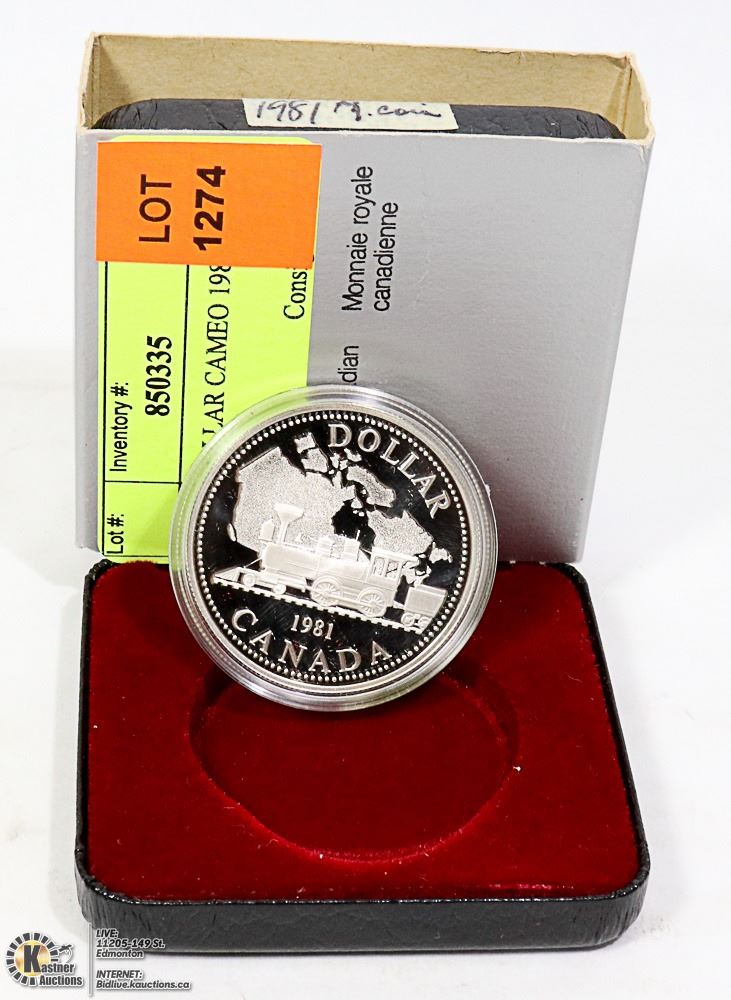 1981 coin
LOT
1274
Lot #:
Inventory #:
850335
LLAR CAMEO 198
Consi
dian
Monnaie royale
canadienne
DOLLAR
1981
CANADA
Kastner
Auctions
LIVE:
11205-149 St.
Edmonton
INTERNET:
Bidlive.kauctions.ca